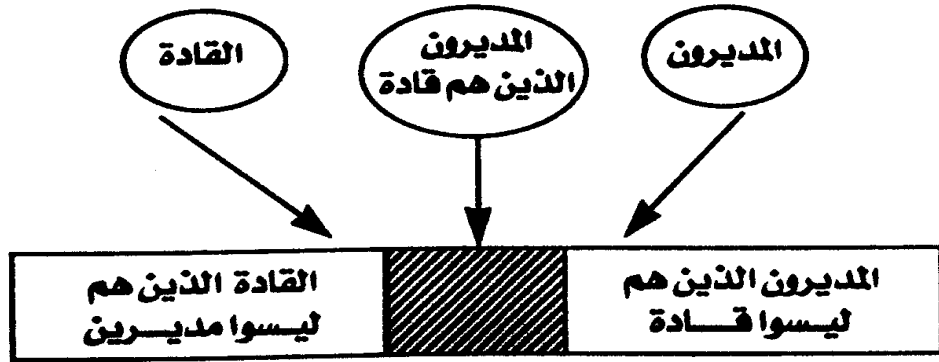 المديرون
المديرون
الذين هم قادة
القادة
المديرون الذين هم
ليسوا قادة
القادة الذين هم
ليسوا مديرين